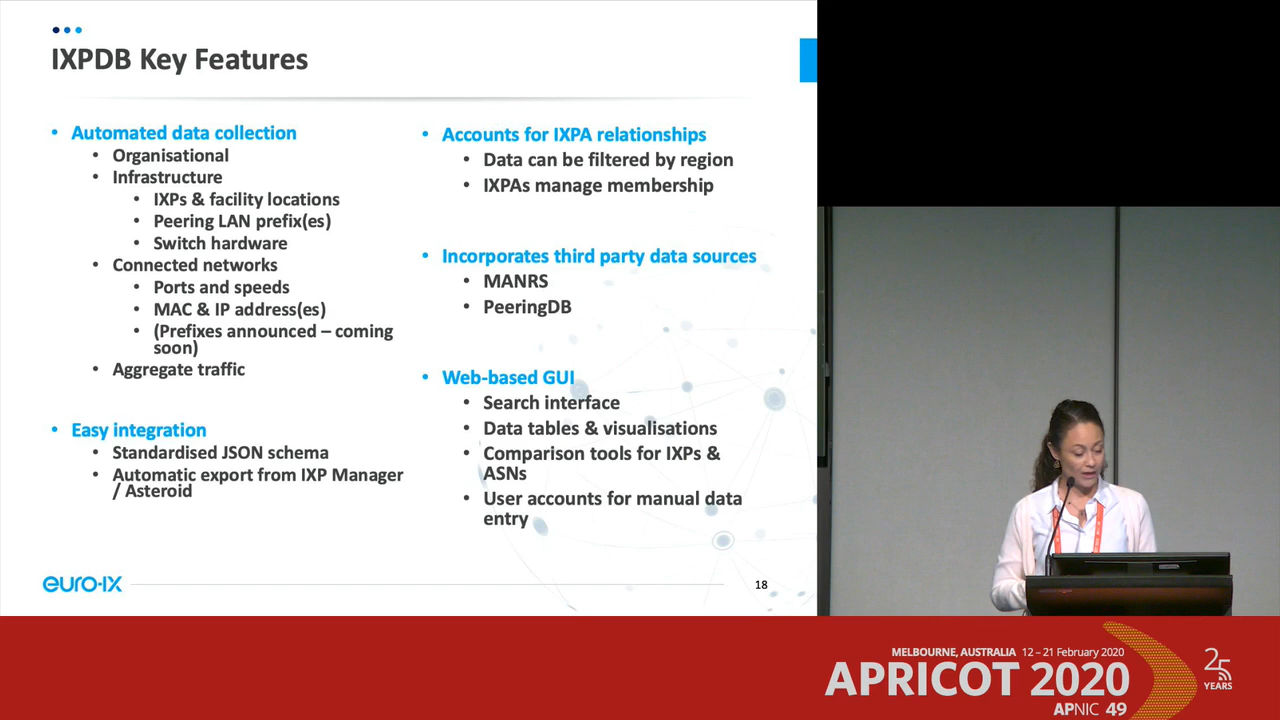 IXPDB Key Features
• Automated data collection
• Organisational
• Infrastructure
• IXPs & facility locations
• Peering LAN prefix(es)
• Switch hardware
• Connected networks
• Ports and speeds
• MAC & IP address(es)
• (Prefixes announced – coming
soon)
• Aggregate traffic
• Easy integration
• Standardised JSON schema
• Automatic export from IXP Manager
/ Asteroid
• Accounts for IXPA relationships
• Data can be filtered by region
• IXPAs manage membership
• Incorporates third party data sources
• MANRS
• PeeringDB
• Web-based GUI
• Search interface
• Data tables & visualisations
• Comparison tools for IXPs &
ASNs
• User accounts for manual data
entry
euro-ix
18
MELBOURNE, AUSTRALIA 12 – 21 February 2020
APRICOT 2020
APNIC 49
25
YEARS